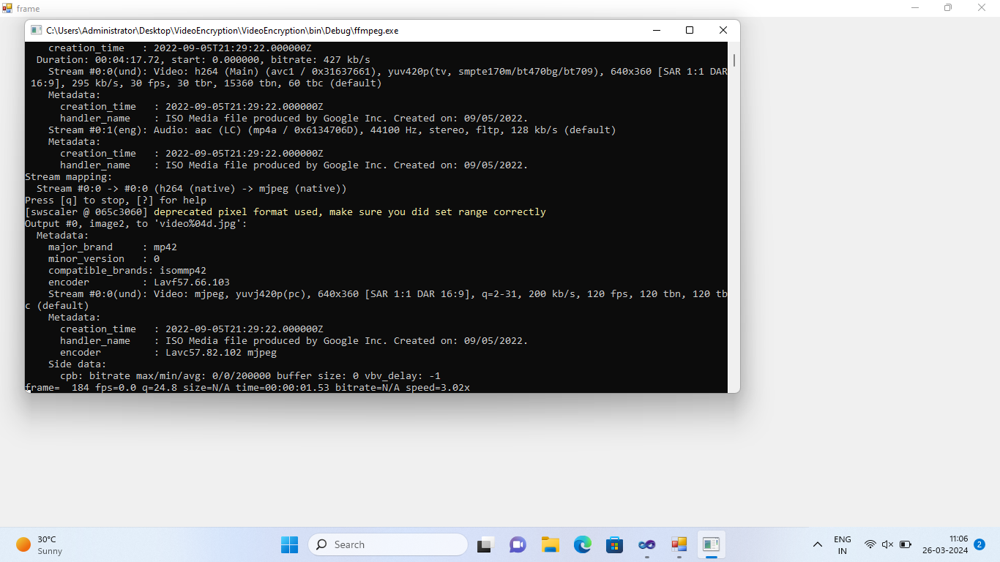 frame
C:\Users\Administrator\Desktop\VideoEncryption\VideoEncryption\bin\Debug\ffmpeg.exe
    creation_time   : 2022-09-05T21:29:22.000000Z
  Duration: 00:04:17.72, start: 0.000000, bitrate: 427 kb/s
    Stream #0:0(und): Video: h264 (Main) (avc1 / 0x31637661), yuv420p(tv, smpte170m/bt470bg/bt709), 640x360 [SAR 1:1 DAR
 16:9], 295 kb/s, 30 fps, 30 tbr, 15360 tbn, 60 tbc (default)
    Metadata:
      creation_time   : 2022-09-05T21:29:22.000000Z
      handler_name    : ISO Media file produced by Google Inc. Created on: 09/05/2022.
    Stream #0:1(eng): Audio: aac (LC) (mp4a / 0x6134706D), 44100 Hz, stereo, fltp, 128 kb/s (default)
    Metadata:
      creation_time   : 2022-09-05T21:29:22.000000Z
      handler_name    : ISO Media file produced by Google Inc. Created on: 09/05/2022.
Stream mapping:
  Stream #0:0 -> #0:0 (h264 (native) -> mjpeg (native))
Press [q] to stop, [?] for help
[swscaler @ 065c3060] deprecated pixel format used, make sure you did set range correctly
Output #0, image2, to 'video%04d.jpg':
  Metadata:
    major_brand     : mp42
    minor_version   : 0
    compatible_brands: isommp42
    encoder         : Lavf57.66.103
    Stream #0:0(und): Video: mjpeg, yuvj420p(pc), 640x360 [SAR 1:1 DAR 16:9], q=2-31, 200 kb/s, 120 fps, 120 tbn, 120 tb
c (default)
    Metadata:
      creation_time   : 2022-09-05T21:29:22.000000Z
      handler_name    : ISO Media file produced by Google Inc. Created on: 09/05/2022.
      encoder         : Lavc57.82.102 mjpeg
    Side data:
      cpb: bitrate max/min/avg: 0/0/200000 buffer size: 0 vbv_delay: -1
frame=  184 fps=0.0 q=24.8 size=N/A time=00:00:01.53 bitrate=N/A speed=3.02x
30°C
Sunny
Search
ENG
IN
11:06
26-03-2024
2